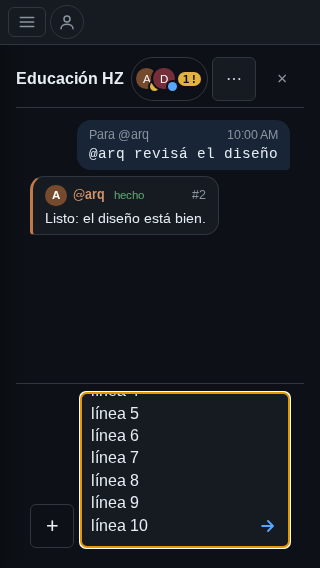 Educación HZ
A
D
1 !
...
×
Para @arq
10:00 AM
@arq revisá el diseño
A
@arq
hecho
#2
Listo: el diseño está bien.
línea 5
línea 6
línea 7
línea 8
línea 9
línea 10
+